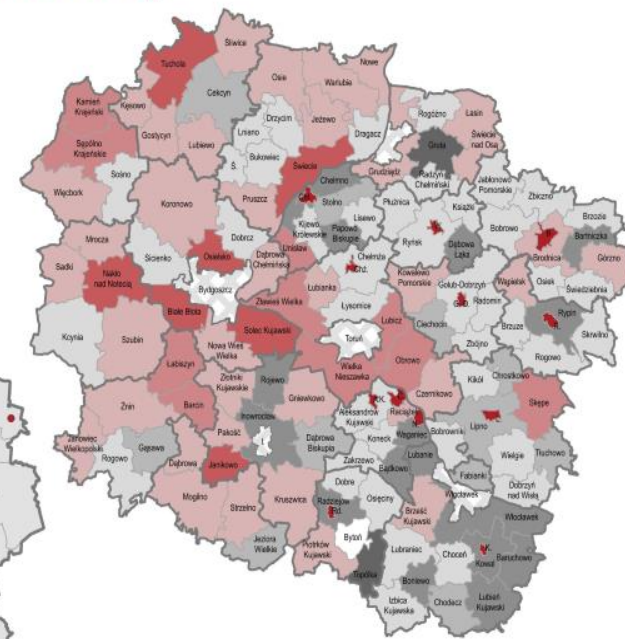 Śliwice
Tuchola
Nowe
Osie
Warlubie
Cekcyn
Kamień
Krajeński
Kęsowo
Rogóźno
Łasin
Drzycim
Gostycyn
Lubiewo
Lniano
Jeżewo
Dragacz
Świecie
nad Osą
Gruta
Sępólno
Krajeńskie
Bukowiec
Świecie
Grudziądz
Radzyń
Chełmiński
Sośno
Ś.
Chełmno
Jabłonowo
Pomorskie
Zbiczno
Więcbork
Pruszcz
Stolno
Płużnica
Książki
Koronowo
Lisewo
Bobrowo
Brzozie
Kijewo
Królewskie
Papowo
Biskupie
Bartniczka
Mrocza
Dobrcz
Unisław
Ryńsk
Dębowa
Łąka
Brodnica
Sicienko
Osielsko
Dąbrowa
Chełmińska
Chełmża
Chż.
Górzno
Sadki
Nakło
nad Notecią
Łubianka
Kowalewo
Pomorskie
Golub-Dobrzyń
Wąpielsk
Osiek
Świedziebnia
Bydgoszcz
Zławieś Wielka
Łysomice
G-D.
Radomin
Rypin
R.
Białe Błota
Solec Kujawski
Lubicz
Ciechocin
Brzuze
Skrwilno
Kcynia
Szubin
Nowa Wieś
Wielka
Toruń
Zbójno
Rogowo
Wielka
Nieszawka
Obrowo
Łabiszyn
Złotniki
Kujawskie
Rojewo
Kikół
Chrostkowo
Żnin
Barcin
Gniewkowo
Czernikowo
Skępe
Aleksandrów
Kujawski
Raciążek
Inowrocław
Pakość
I.
Koneck
Waganiec
Bobrowniki
Lipno
Żerniki
Rogowo
Gąsawa
Dąbrowa
Janikowo
Dąbrowa
Biskupia
Zakrzewo
Lubanie
Wielgie
Tłuchowo
Bądkowo
Fabianki
Dobre
Mogilno
Kruszwica
Radziejów
Rd.
Osięciny
Dobrzyń
nad Wisłą
Strzelno
Brześć
Kujawski
Włocławek
Włocławek
Jeziora
Wielkie
Piotrków
Kujawski
Bytoń
Lubraniec
Choceń
Kowal
Baruchowo
Topólka
Boniewo
Izbica
Kujawska
Chodecz
Lubień
Kujawski